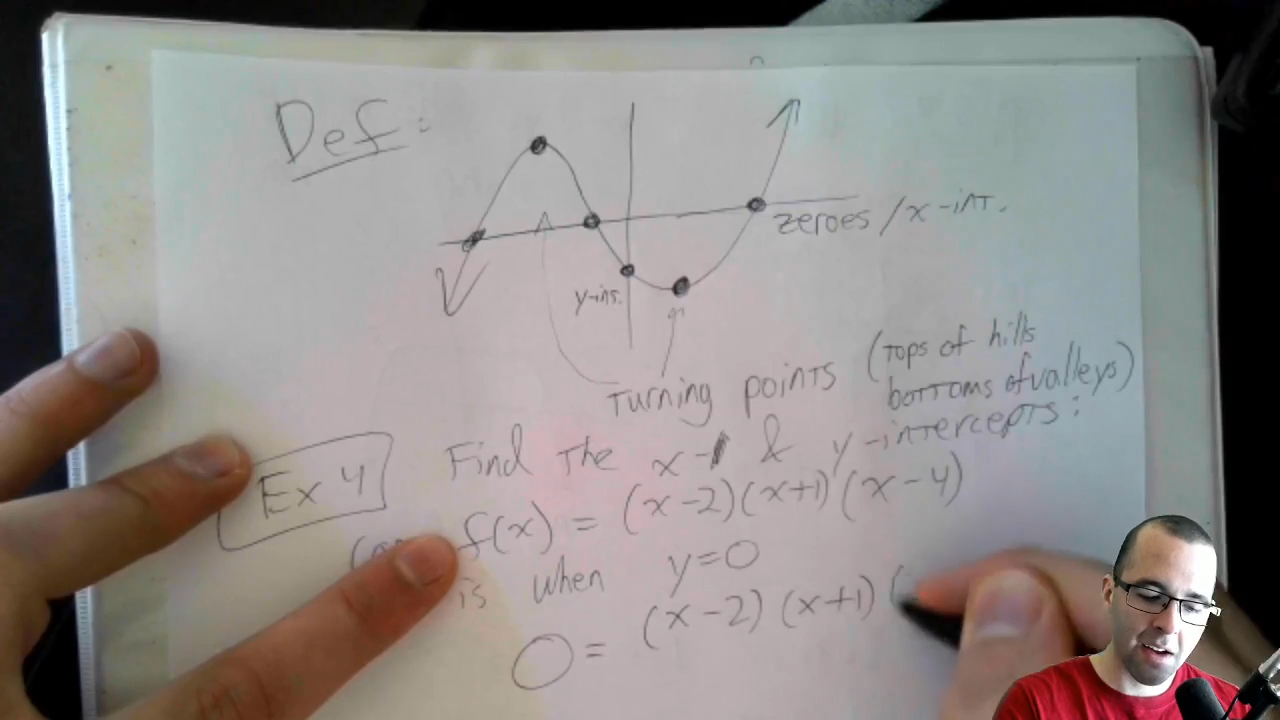 Def:
zeroes / x-int.
y-int.
Turning points (tops of hills
bottoms of valleys)
Ex 4 Find the x- & y-intercepts:
f(x) = (x-2)(x+1)(x-4)
is when y=0
0= (x-2) (x+1) (